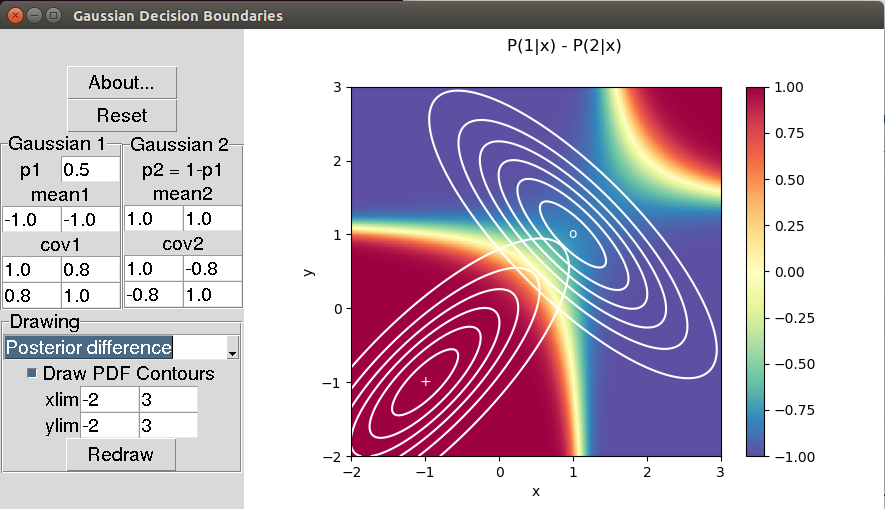 Gaussian Decision Boundaries
About...
Reset
Gaussian 1
p1 0.5
mean1
-1.0 -1.0
cov1
1.0 0.8
0.8 1.0
Gaussian 2
p2 = 1-p1
mean2
1.0 1.0
cov2
1.0 -0.8
-0.8 1.0
Drawing
Posterior difference
Draw PDF Contours
xlim -2 3
ylim -2 3
Redraw
P(1|x) - P(2|x)
y
3
2
1
0
−1
−2
−2 −1 0 1 2 3
x
1.00
0.75
0.50
0.25
0.00
−0.25
−0.50
−0.75
−1.00